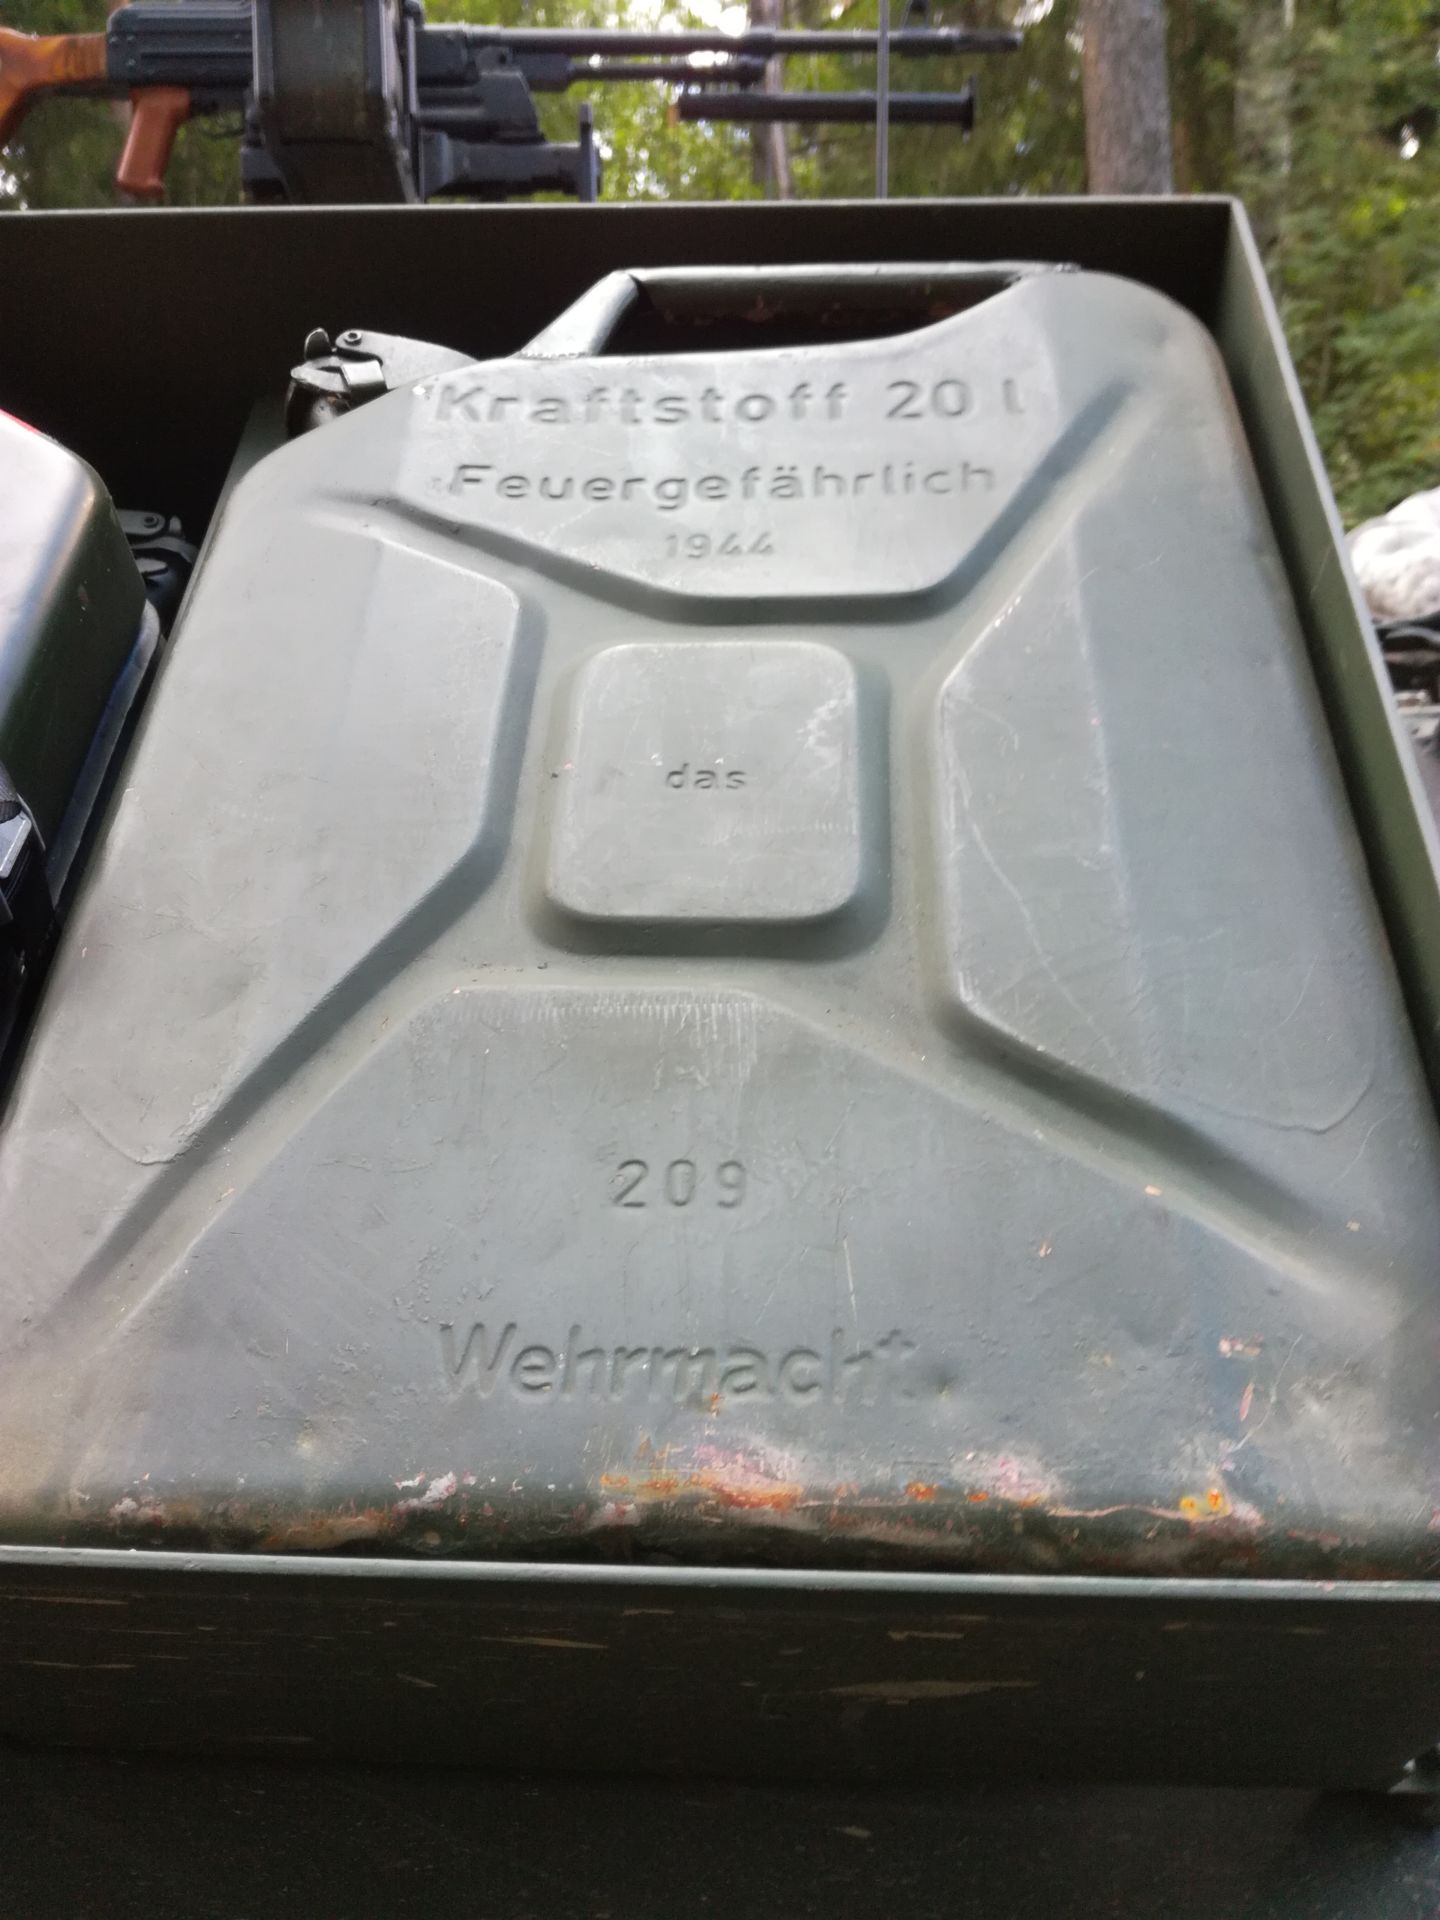 Kraftstoff 20 l
Feuergefährlich
1944
das
209
Wehrmacht